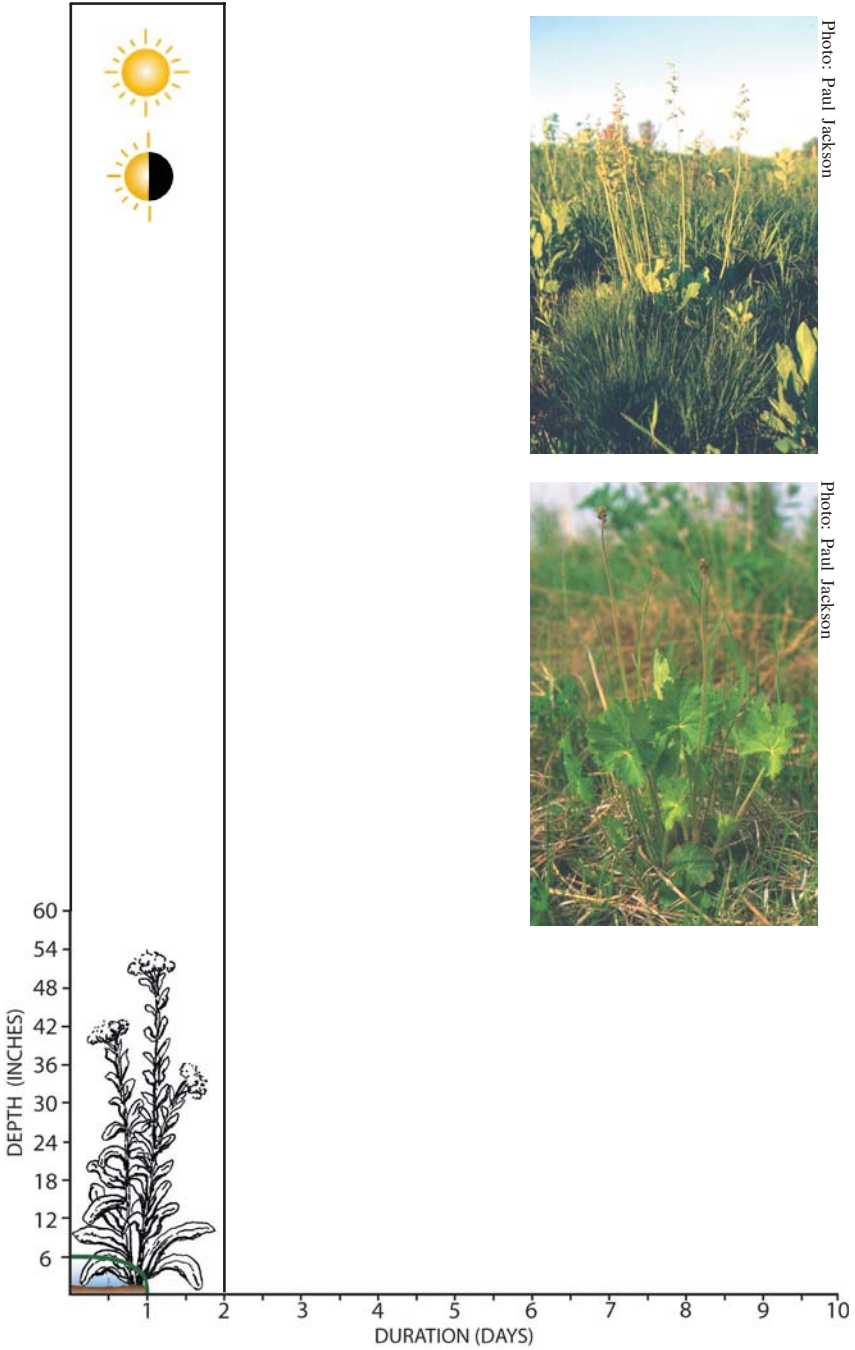 Photo: Paul Jackson
Photo: Paul Jackson
60
54
48
42
36
30
24
18
12
6
DEPTH (INCHES)
1 2 3 4 5 6 7 8 9 10
DURATION (DAYS)